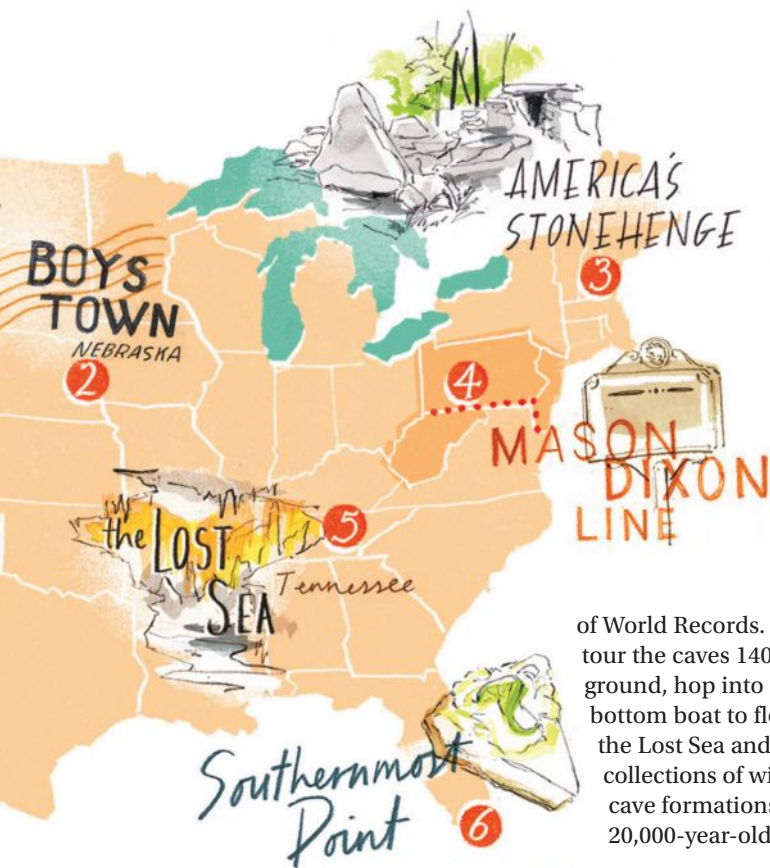 AMERICA'S
STONEHENGE
3
BOYS
TOWN
NEBRASKA
2
4
MASON
DIXON
LINE
the LOST
SEA
Tennessee
5
Southernmost
Point
6
of World Records.
tour the caves 140
ground, hop into
bottom boat to
the Lost Sea and
collections of
cave formations
20,000-year-old